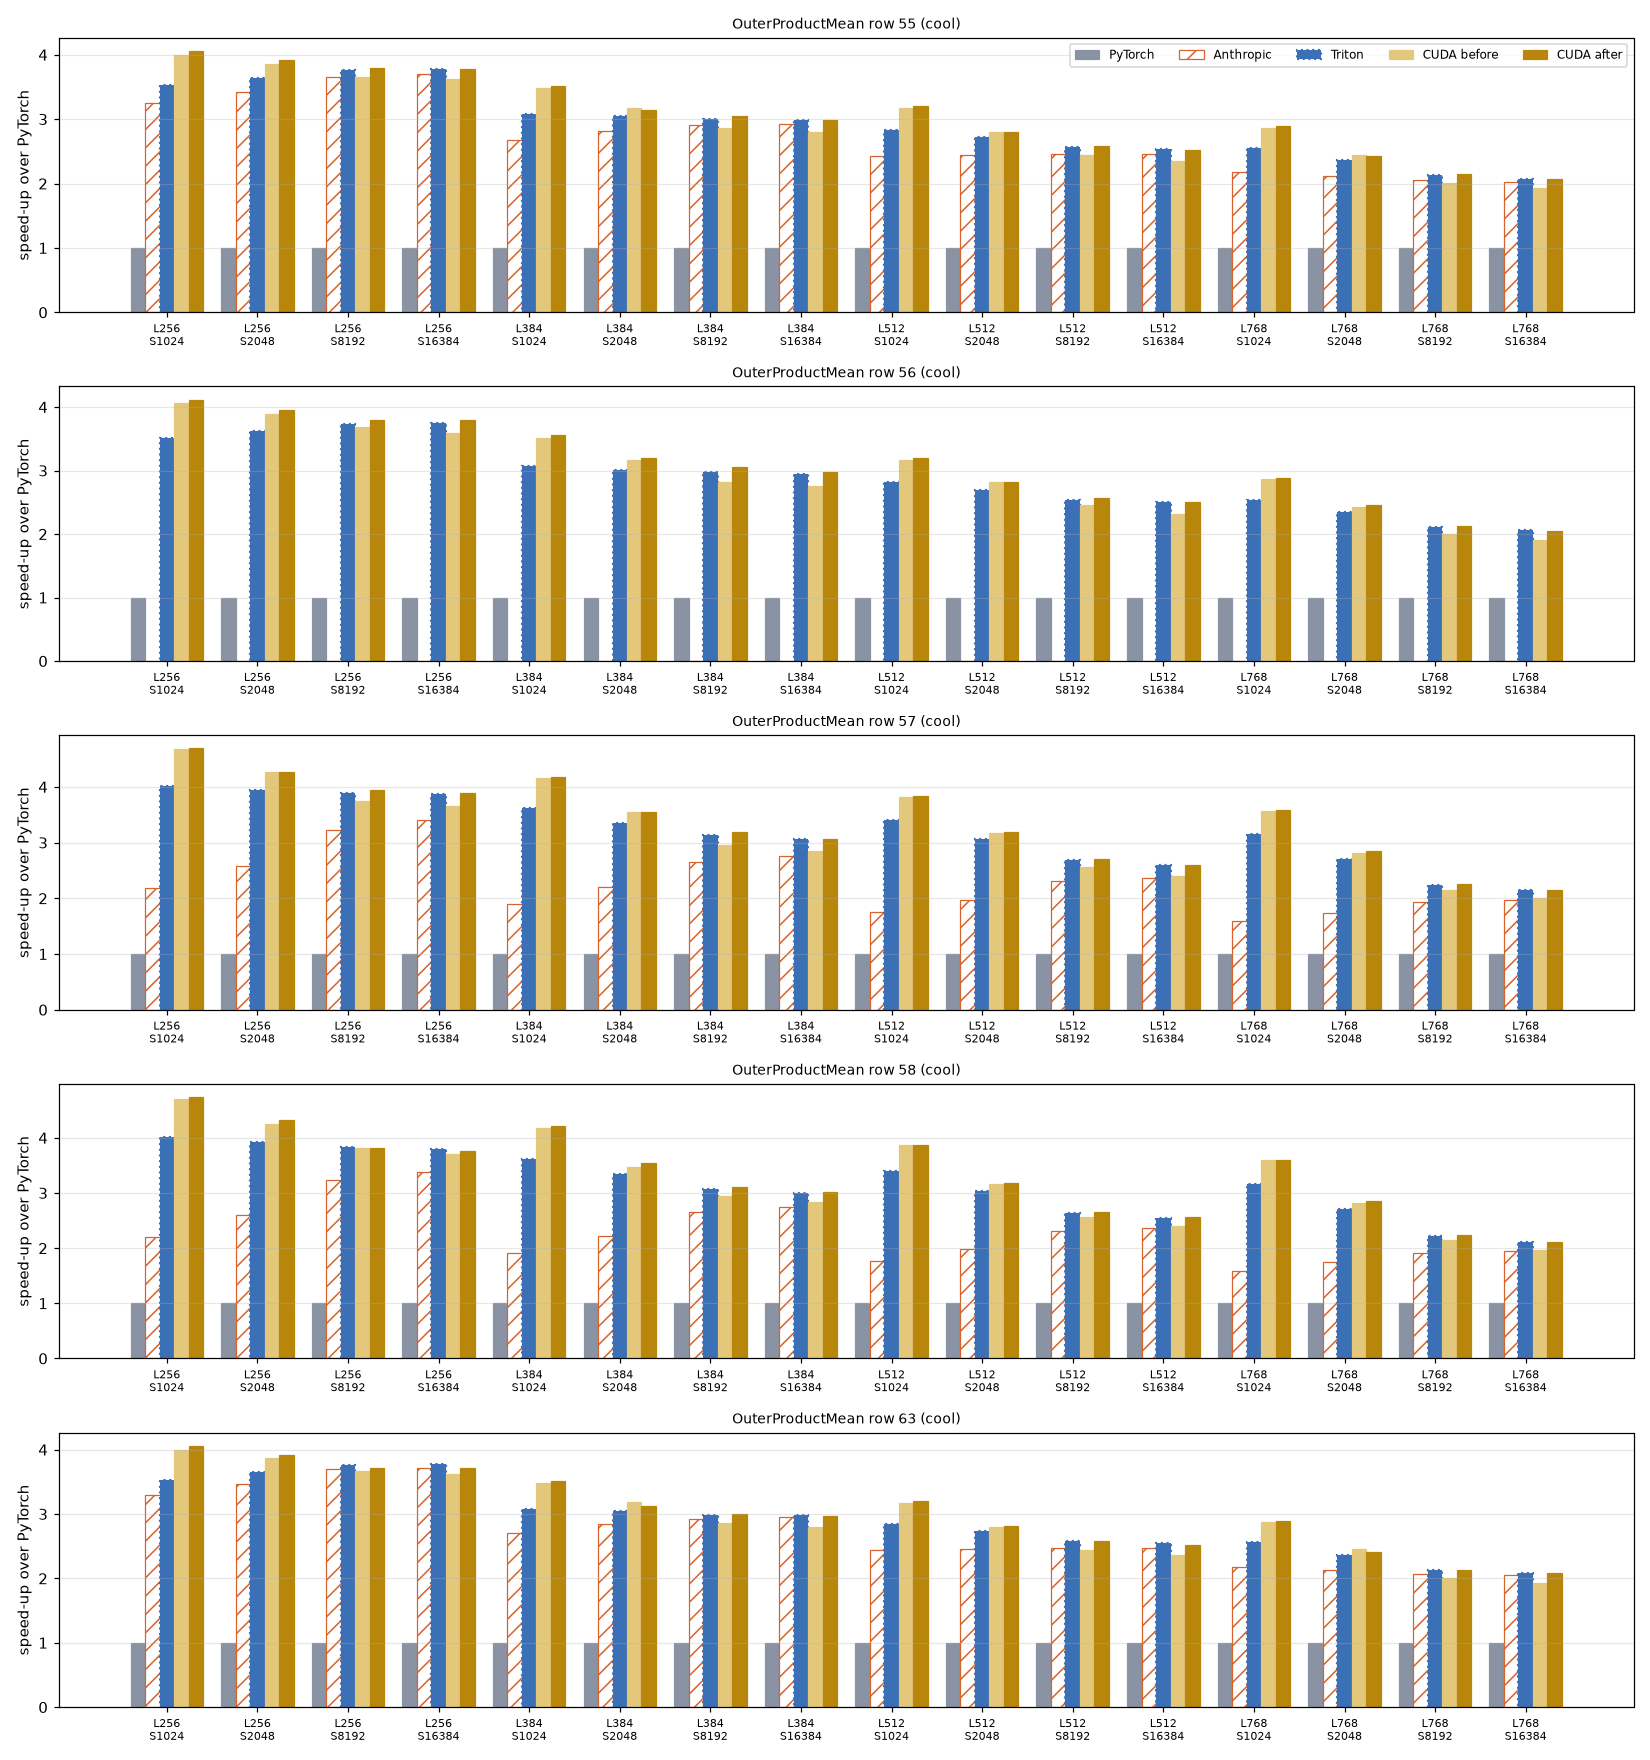 OuterProductMean row 55 (cool)
PyTorch Anthropic Triton CUDA before CUDA after
speed-up over PyTorch
4
3
2
1
0
L256 L256 L256 L256 L384 L384 L384 L384 L512 L512 L512 L512 L768 L768 L768 L768
S1024 S2048 S8192 S16384 S1024 S2048 S8192 S16384 S1024 S2048 S8192 S16384 S1024 S2048 S8192 S16384
OuterProductMean row 56 (cool)
speed-up over PyTorch
4
3
2
1
0
L256 L256 L256 L256 L384 L384 L384 L384 L512 L512 L512 L512 L768 L768 L768 L768
S1024 S2048 S8192 S16384 S1024 S2048 S8192 S16384 S1024 S2048 S8192 S16384 S1024 S2048 S8192 S16384
OuterProductMean row 57 (cool)
speed-up over PyTorch
4
3
2
1
0
L256 L256 L256 L256 L384 L384 L384 L384 L512 L512 L512 L512 L768 L768 L768 L768
S1024 S2048 S8192 S16384 S1024 S2048 S8192 S16384 S1024 S2048 S8192 S16384 S1024 S2048 S8192 S16384
OuterProductMean row 58 (cool)
speed-up over PyTorch
4
3
2
1
0
L256 L256 L256 L256 L384 L384 L384 L384 L512 L512 L512 L512 L768 L768 L768 L768
S1024 S2048 S8192 S16384 S1024 S2048 S8192 S16384 S1024 S2048 S8192 S16384 S1024 S2048 S8192 S16384
OuterProductMean row 63 (cool)
speed-up over PyTorch
4
3
2
1
0
L256 L256 L256 L256 L384 L384 L384 L384 L512 L512 L512 L512 L768 L768 L768 L768
S1024 S2048 S8192 S16384 S1024 S2048 S8192 S16384 S1024 S2048 S8192 S16384 S1024 S2048 S8192 S16384